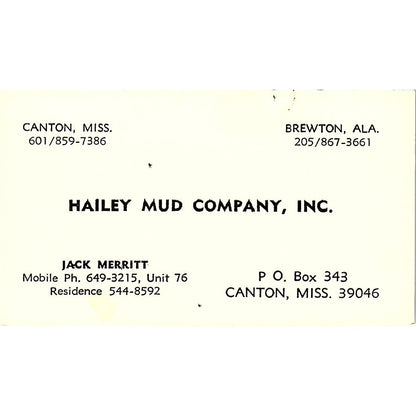 CANTON, MISS.
601/859-7386
BREWTON, ALA.
205/867-3661
HAILEY MUD COMPANY, INC.
JACK MERRITT
Mobile Ph. 649-3215, Unit 76
Residence 544-8592
P O. Box 343
CANTON, MISS. 39046